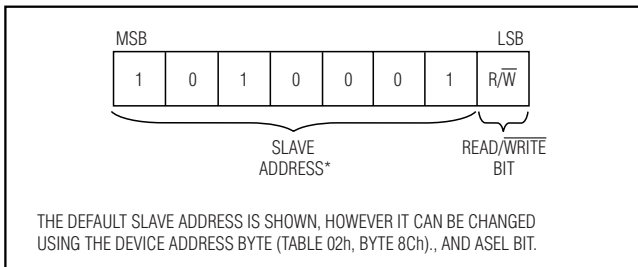 MSB LSB
1 0 1 0 0 0 1 R/W̅
SLAVE READ/W̅R̅I̅T̅E̅
ADDRESS* BIT
THE DEFAULT SLAVE ADDRESS IS SHOWN, HOWEVER IT CAN BE CHANGED
USING THE DEVICE ADDRESS BYTE (TABLE 02h, BYTE 8Ch)., AND ASEL BIT.